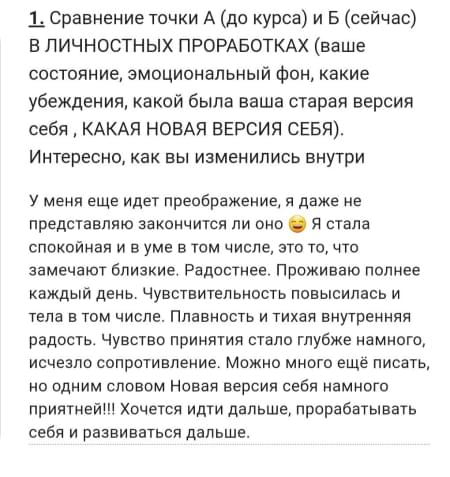 1. Сравнение точки А (до курса) и Б (сейчас)
В ЛИЧНОСТНЫХ ПРОРАБОТКАХ (ваше
состояние, эмоциональный фон, какие
убеждения, какой была ваша старая версия
себя , КАКАЯ НОВАЯ ВЕРСИЯ СЕБЯ).
Интересно, как вы изменились внутри
У меня еще идет преображение, я даже не
представляю закончится ли оно 😄 Я стала
спокойная и в уме в том числе, это то, что
замечают близкие. Радостнее. Проживаю полнее
каждый день. Чувствительность повысилась и
тела в том числе. Плавность и тихая внутренняя
радость. Чувство принятия стало глубже намного,
исчезло сопротивление. Можно много ещё писать,
но одним словом Новая версия себя намного
приятней!!! Хочется идти дальше, прорабатывать
себя и развиваться дальше.